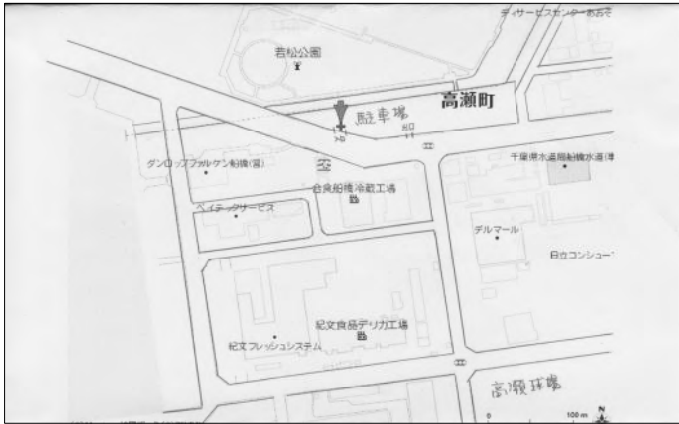 デイサービスセンターあおぞ
若松公園
高瀬町
駐車場
入口
出口
ダンロップファルケン船橋(営)
千葉県水道局船橋水道(事
合食船橋冷蔵工場
ベイテックサービス
デルマール
日立コンシュー
紀文食品デリカ工場
紀文フレッシュシステム
高瀬球場
0 100 m N